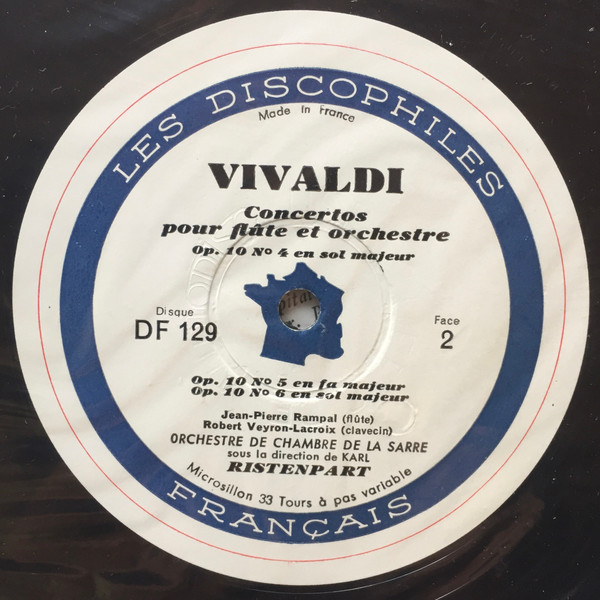 LES DISCOPHILES
Made in France
VIVALDI
Concertos
pour flûte et orchestre
Op. 10 Nº 4 en sol majeur
Disque
DF 129
Face
2
Op. 10 Nº 5 en fa majeur
Op. 10 Nº 6 en sol majeur
Jean-Pierre Rampal (flûte)
Robert Veyron-Lacroix (clavecin)
ORCHESTRE DE CHAMBRE DE LA SARRE
sous la direction de KARL
RISTENPART
Microsillon 33 Tours à pas variable
FRANÇAIS